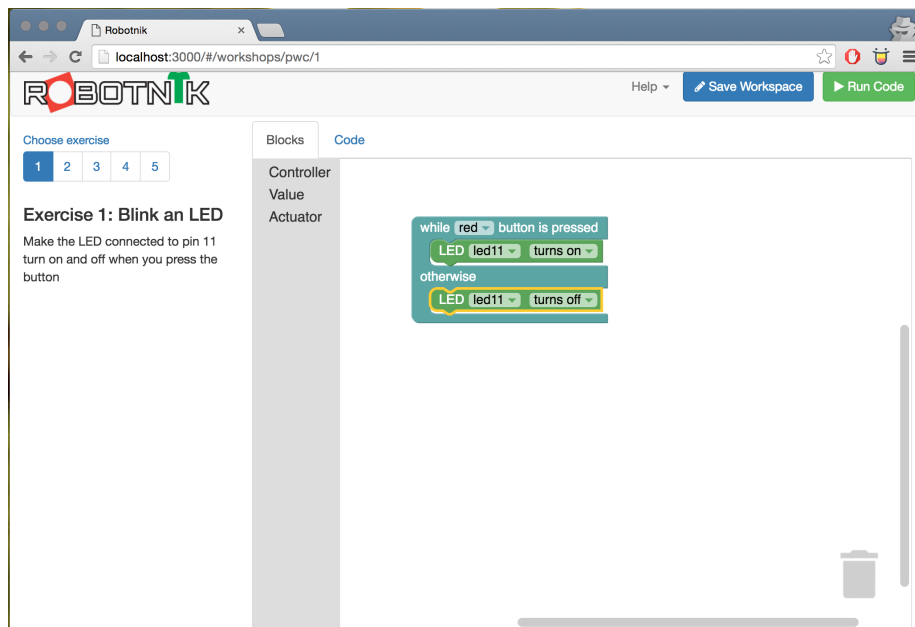 Robotnik
localhost:3000/#/workshops/pwc/1
ROBOTNIK
Help
Save Workspace
Run Code
Choose exercise
1 2 3 4 5
Exercise 1: Blink an LED
Make the LED connected to pin 11
turn on and off when you press the
button
Blocks
Code
Controller
Value
Actuator
while red button is pressed
LED led11 turns on
otherwise
LED led11 turns off